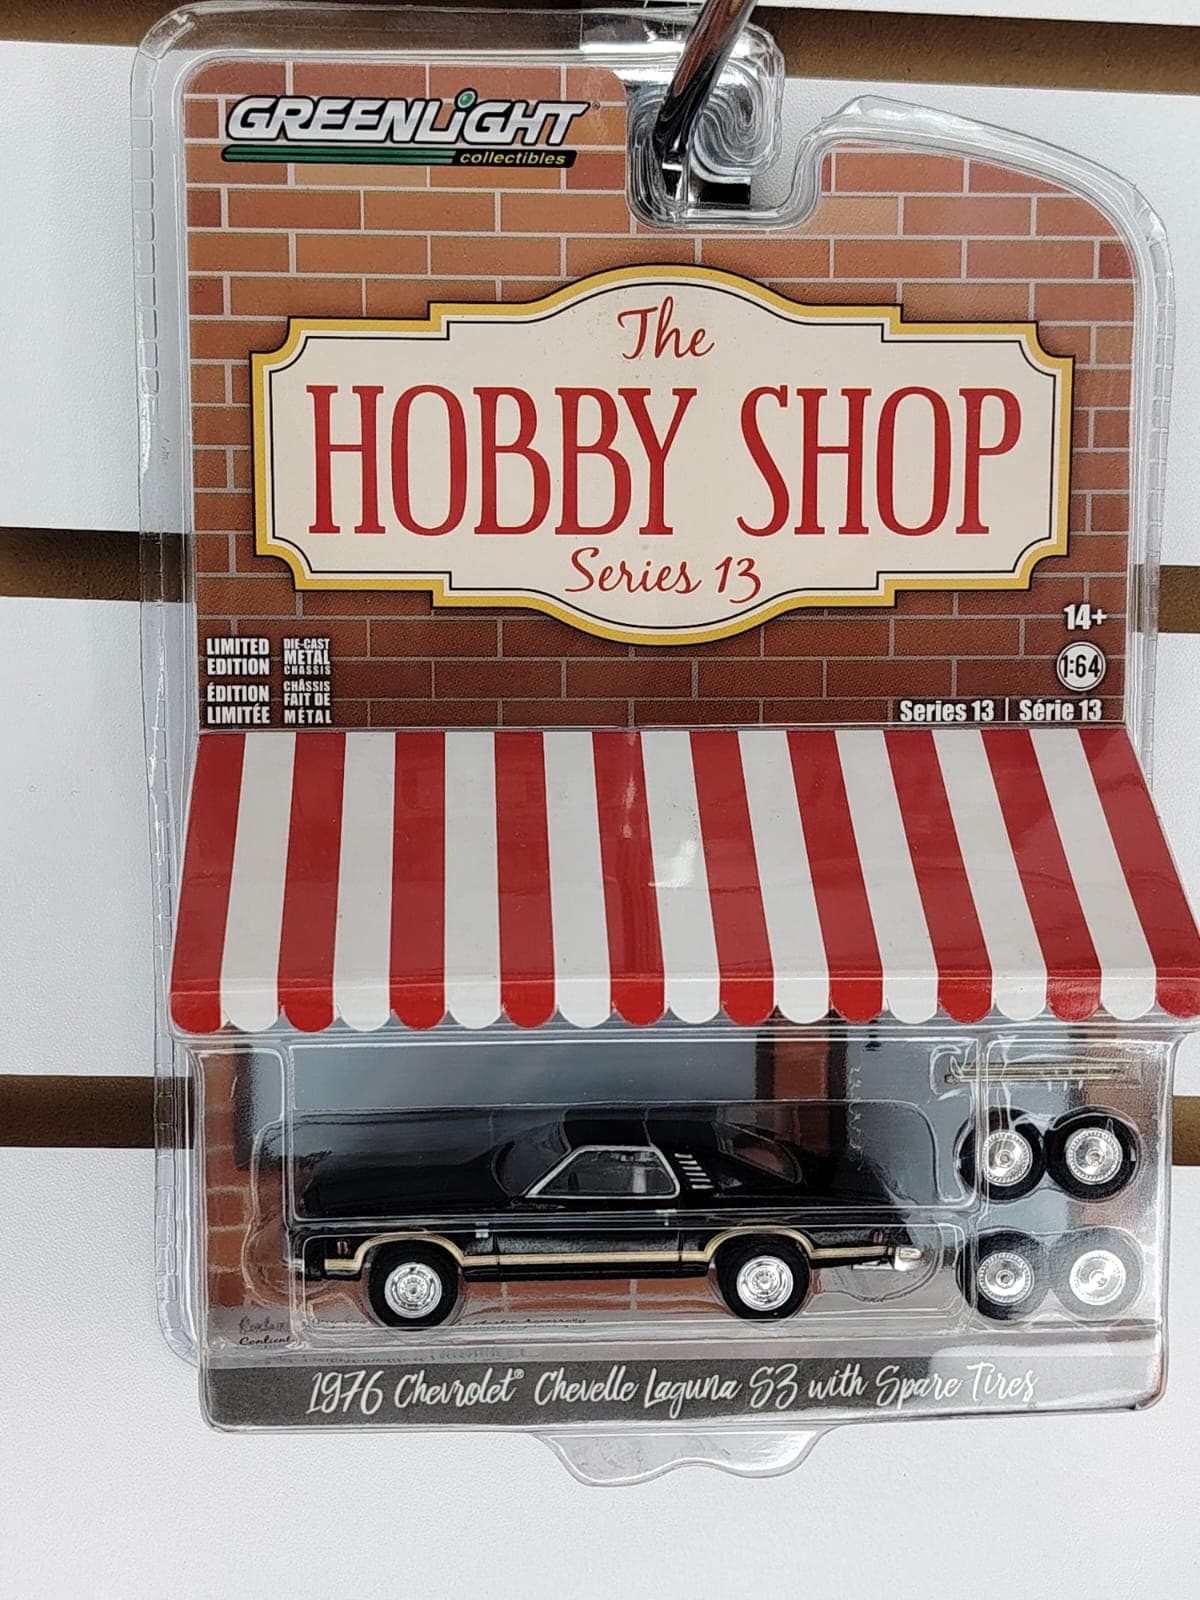 GREENLiGHT
collectibles
The
HOBBY SHOP
Series 13
14+
1:64
LIMITED
EDITION
ÉDITION
LIMITÉE
DIE-CAST
METAL
CHASSIS
CHÂSSIS
FAIT DE
MÉTAL
Series 13 | Série 13
1976 Chevrolet® Chevelle Laguna S3 with Spare Tires